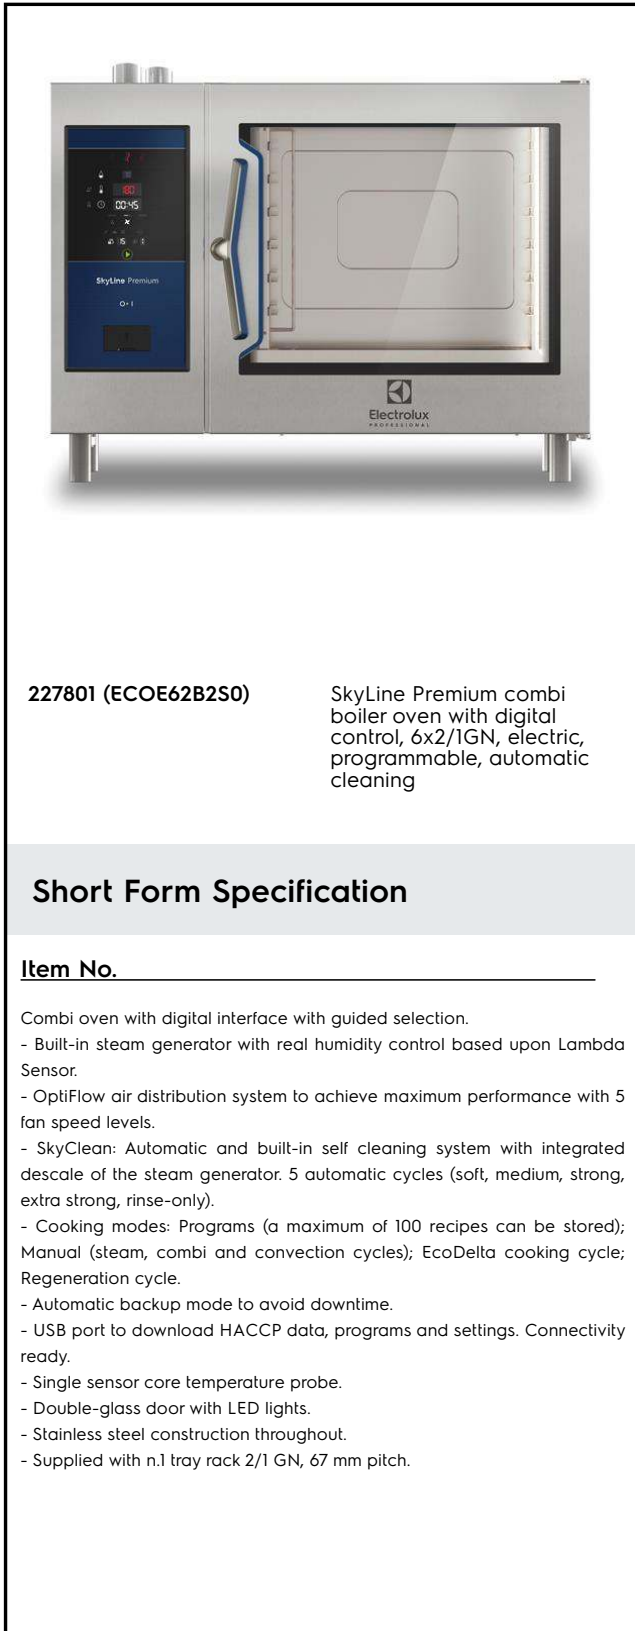 100
00:45
15
SkyLine Premium
Electrolux
PROFESSIONAL
227801 (ECOE62B2S0)
SkyLine Premium combi
boiler oven with digital
control, 6x2/1GN, electric,
programmable, automatic
cleaning
Short Form Specification
Item No.
Combi oven with digital interface with guided selection.
- Built-in steam generator with real humidity control based upon Lambda
Sensor.
- OptiFlow air distribution system to achieve maximum performance with 5
fan speed levels.
- SkyClean: Automatic and built-in self cleaning system with integrated
descale of the steam generator. 5 automatic cycles (soft, medium, strong,
extra strong, rinse-only).
- Cooking modes: Programs (a maximum of 100 recipes can be stored);
Manual (steam, combi and convection cycles); EcoDelta cooking cycle;
Regeneration cycle.
- Automatic backup mode to avoid downtime.
- USB port to download HACCP data, programs and settings. Connectivity
ready.
- Single sensor core temperature probe.
- Double-glass door with LED lights.
- Stainless steel construction throughout.
- Supplied with n.1 tray rack 2/1 GN, 67 mm pitch.